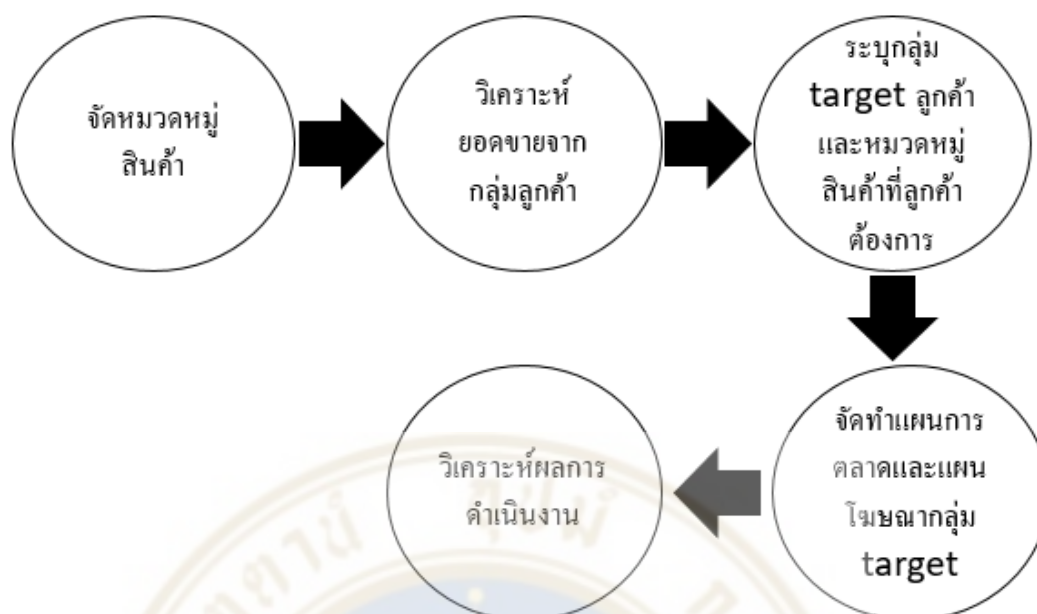 จัดหมวดหมู่
สินค้า
วิเคราะห์
ยอดขายจาก
กลุ่มลูกค้า
ระบุกลุ่ม
target ลูกค้า
และหมวดหมู่
สินค้าที่ลูกค้า
ต้องการ
จัดทำแผนการ
ตลาดและแผน
โฆษณากลุ่ม
target
วิเคราะห์ผลการ
ดำเนินงาน